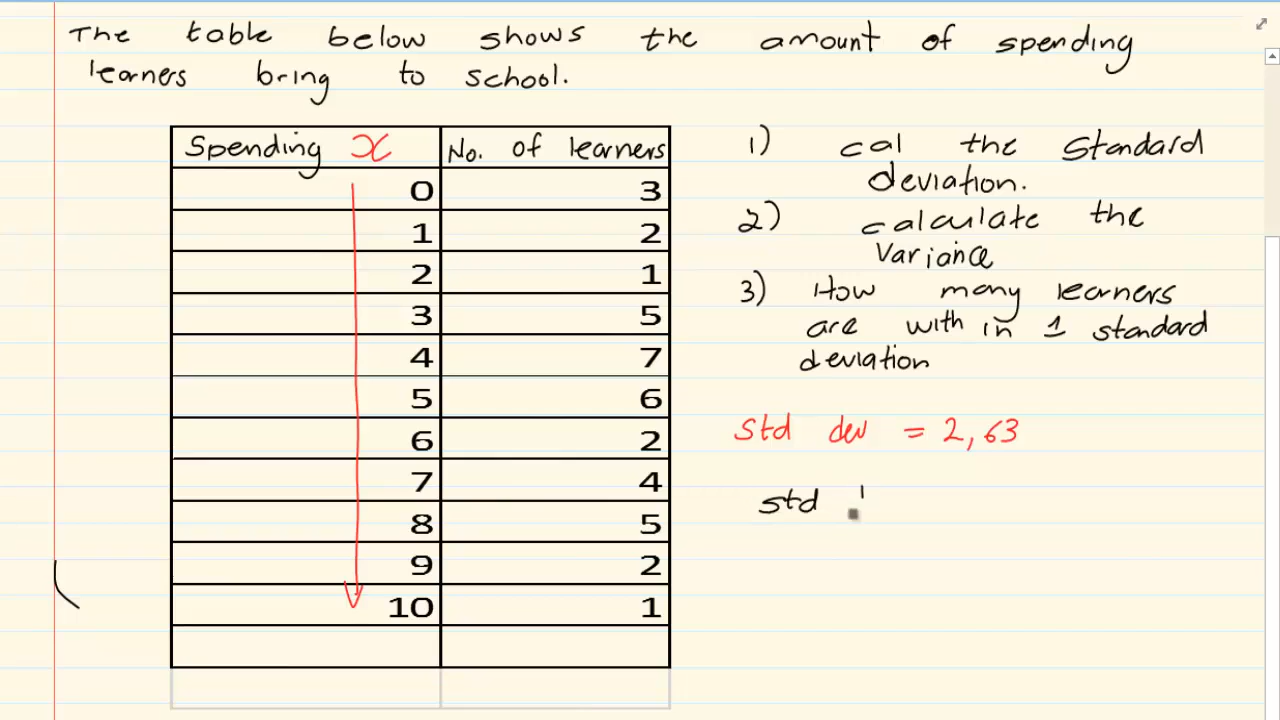 The table below shows the amount of spending
learners bring to school.
Spending x No. of learners
0 3
1 2
2 1
3 5
4 7
5 6
6 2
7 4
8 5
9 2
10 1
1) cal the standard
deviation.
2) calculate the
Variance
3) How many learners
are with in 1 standard
deviation
std dev = 2,63
std